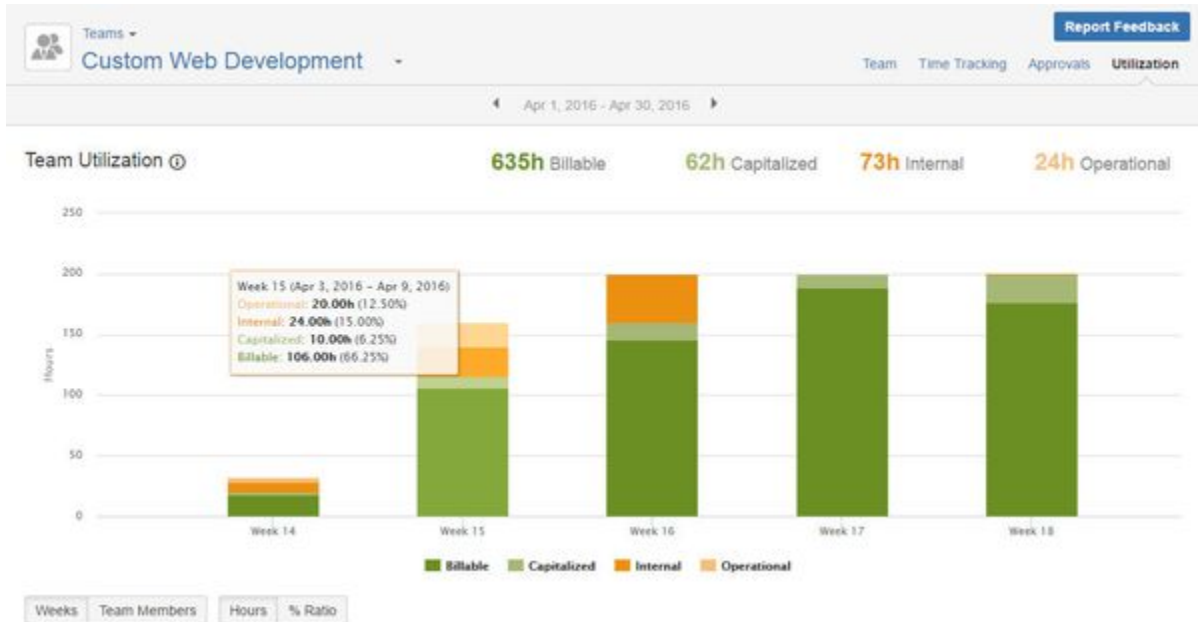 Report Feedback
Teams
Custom Web Development
Team Time Tracking Approvals Utilization
Apr 1, 2016 - Apr 30, 2016
Team Utilization
635h Billable 62h Capitalized 73h Internal 24h Operational
250
200
150
100
50
0
Hours
Week 15 (Apr 3, 2016 – Apr 9, 2016)
Operational: 20.00h (12.50%)
Internal: 24.00h (15.00%)
Capitalized: 10.00h (6.25%)
Billable: 106.00h (66.25%)
Week 14 Week 15 Week 16 Week 17 Week 18
Billable Capitalized Internal Operational
Weeks Team Members Hours % Ratio